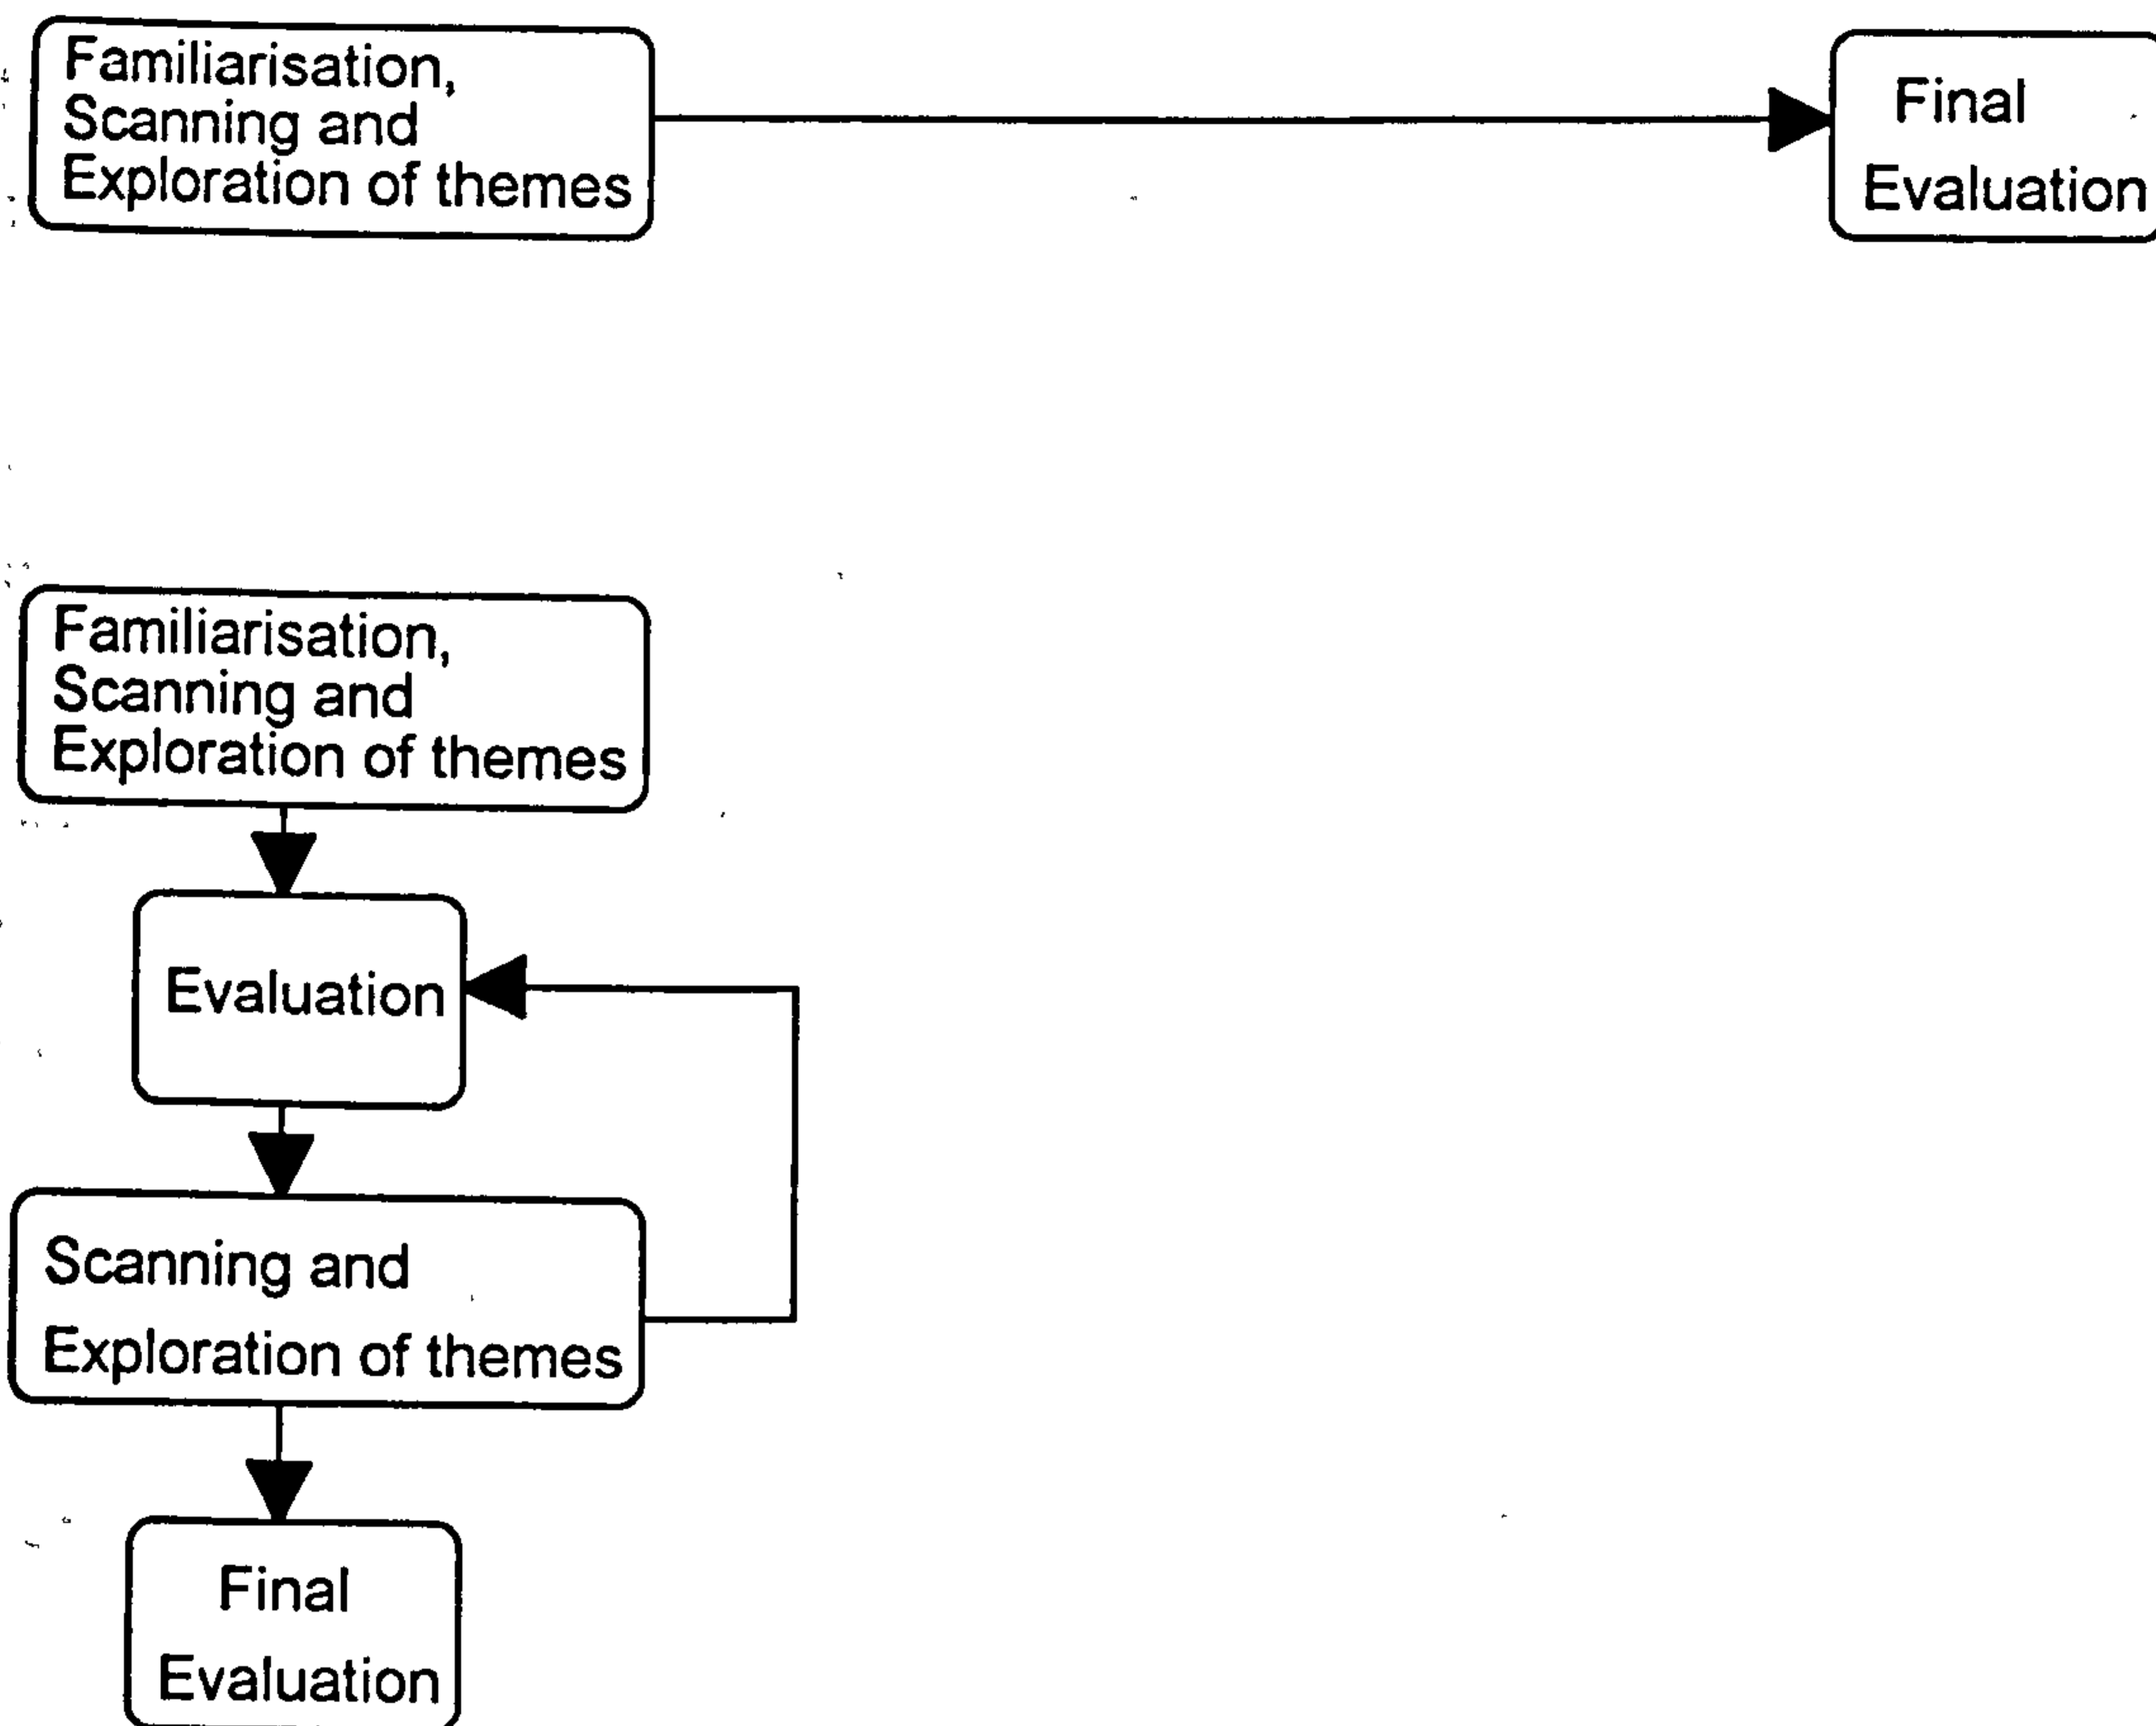 Familiarisation,
Scanning and
Exploration of themes
Final
Evaluation
Familiarisation,
Scanning and
Exploration of themes
Evaluation
Scanning and
Exploration of themes
Final
Evaluation